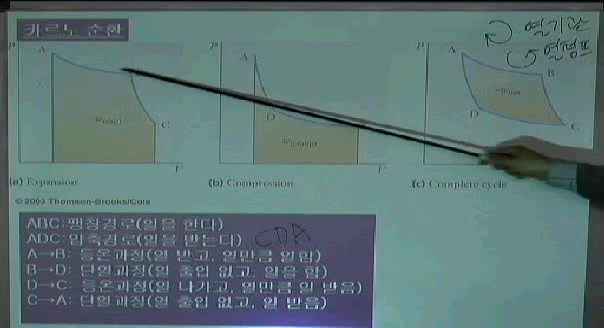 카르노 순환
열기관
열펌프
P A C V
P A D V
P A B D C
(a) Expansion
(b) Compression
(c) Complete cycle
© 2003 Thomson-Brooks/Cole
ABC:팽창경로(일을 한다)
ADC:압축경로(일을 받는다) CDA
A→B: 등온과정(열 받고, 열만큼 일함)
B→D: 단열과정(열 출입 없고, 일을 함)
D→C: 등온과정(열 나가고, 열만큼 일 받음)
C→A: 단열과정(열 출입 없고, 일 받음)